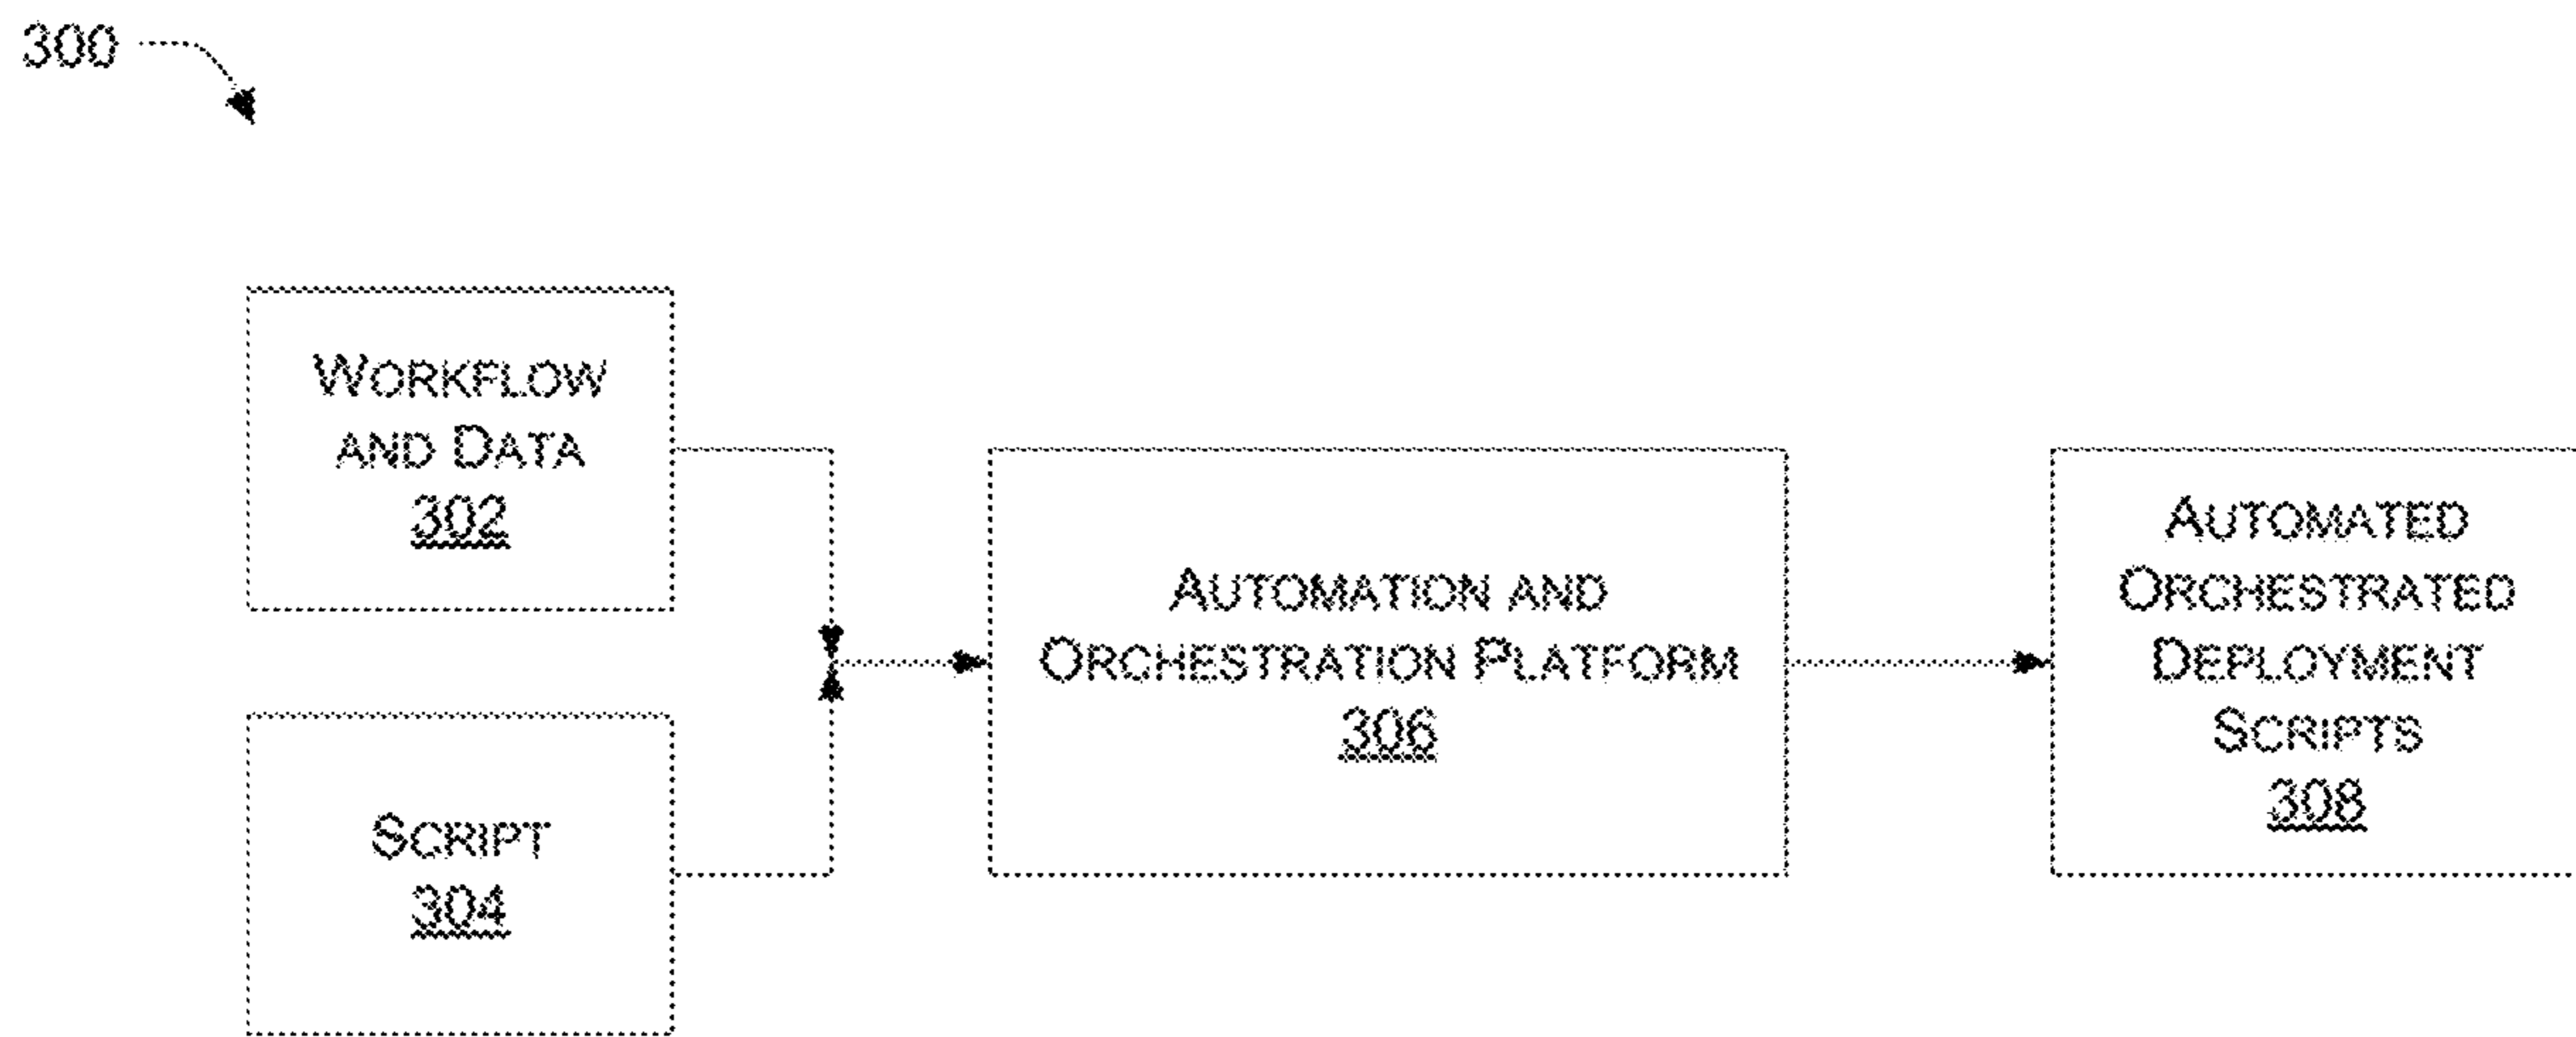 300
WORKFLOW
AND DATA
302
SCRIPT
304
AUTOMATION AND
ORCHESTRATION PLATFORM
306
AUTOMATED
ORCHESTRATED
DEPLOYMENT
SCRIPTS
308